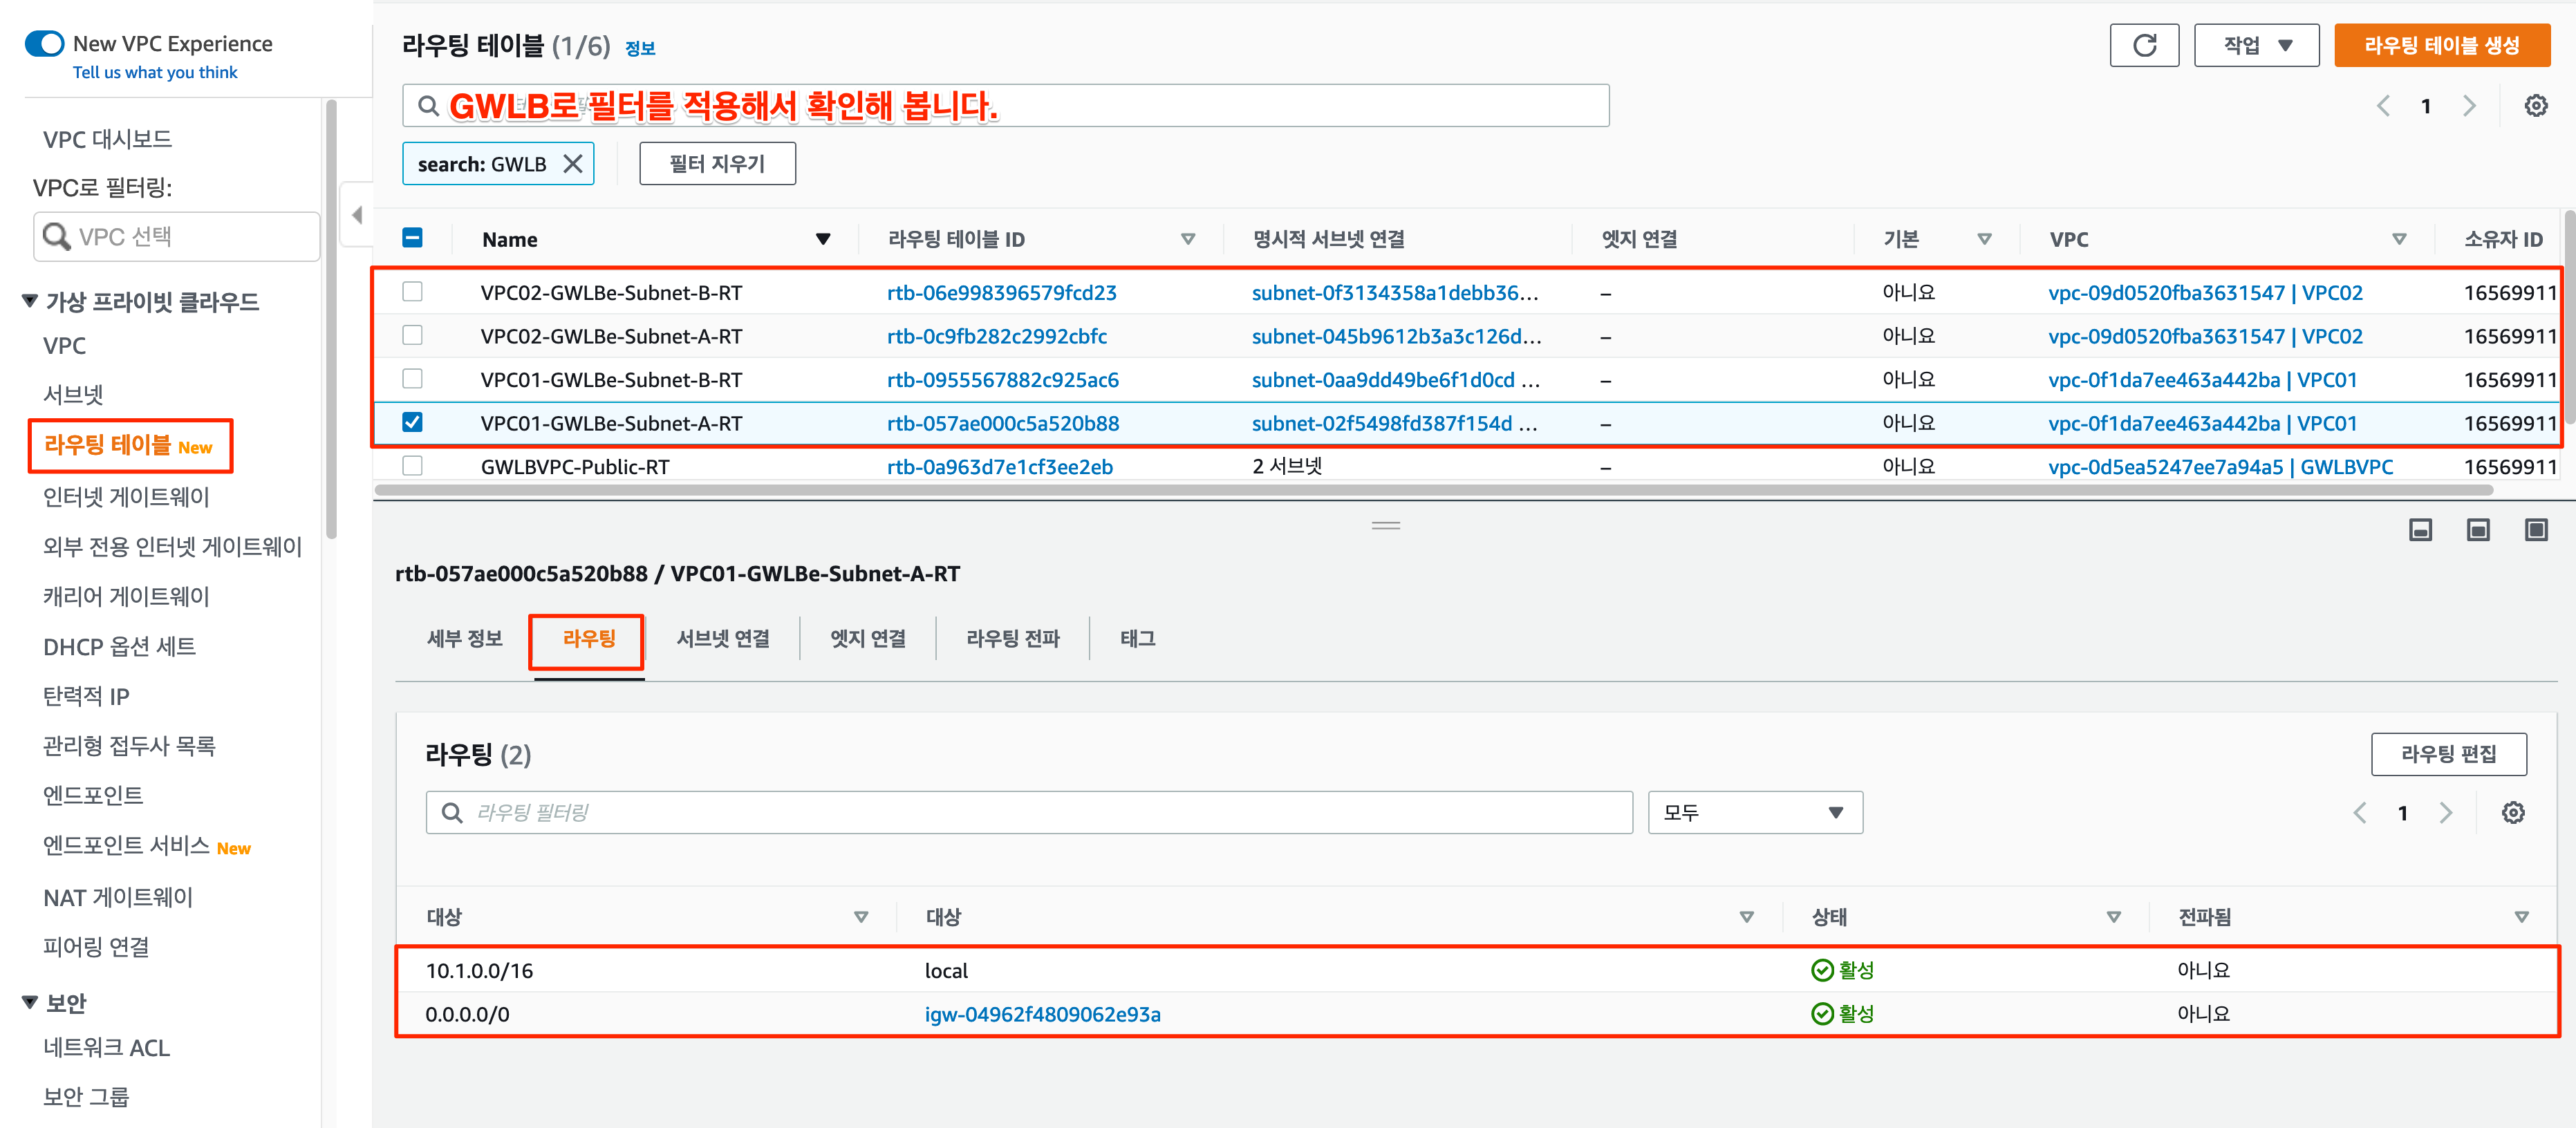 New VPC Experience
Tell us what you think
VPC 대시보드
VPC로 필터링:
VPC 선택
가상 프라이빗 클라우드
VPC
서브넷
라우팅 테이블 New
인터넷 게이트웨이
외부 전용 인터넷 게이트웨이
캐리어 게이트웨이
DHCP 옵션 세트
탄력적 IP
관리형 접두사 목록
엔드포인트
엔드포인트 서비스 New
NAT 게이트웨이
피어링 연결
보안
네트워크 ACL
보안 그룹
라우팅 테이블 (1/6) 정보
작업
라우팅 테이블 생성
GWLB로 필터를 적용해서 확인해 봅니다.
1
search: GWLB
필터 지우기
Name 라우팅 테이블 ID 명시적 서브넷 연결 엣지 연결 기본 VPC 소유자 ID
VPC02-GWLBe-Subnet-B-RT rtb-06e998396579fcd23 subnet-0f3134358a1debb36... – 아니요 vpc-09d0520fba3631547 | VPC02 16569911
VPC02-GWLBe-Subnet-A-RT rtb-0c9fb282c2992cbfc subnet-045b9612b3a3c126d... – 아니요 vpc-09d0520fba3631547 | VPC02 16569911
VPC01-GWLBe-Subnet-B-RT rtb-0955567882c925ac6 subnet-0aa9dd49be6f1d0cd ... – 아니요 vpc-0f1da7ee463a442ba | VPC01 16569911
VPC01-GWLBe-Subnet-A-RT rtb-057ae000c5a520b88 subnet-02f5498fd387f154d ... – 아니요 vpc-0f1da7ee463a442ba | VPC01 16569911
GWLBVPC-Public-RT rtb-0a963d7e1cf3ee2eb 2 서브넷 – 아니요 vpc-0d5ea5247ee7a94a5 | GWLBVPC 16569911
rtb-057ae000c5a520b88 / VPC01-GWLBe-Subnet-A-RT
세부 정보 라우팅 서브넷 연결 엣지 연결 라우팅 전파 태그
라우팅 (2)
라우팅 편집
라우팅 필터링
모두
1
대상 대상 상태 전파됨
10.1.0.0/16 local 활성 아니요
0.0.0.0/0 igw-04962f4809062e93a 활성 아니요